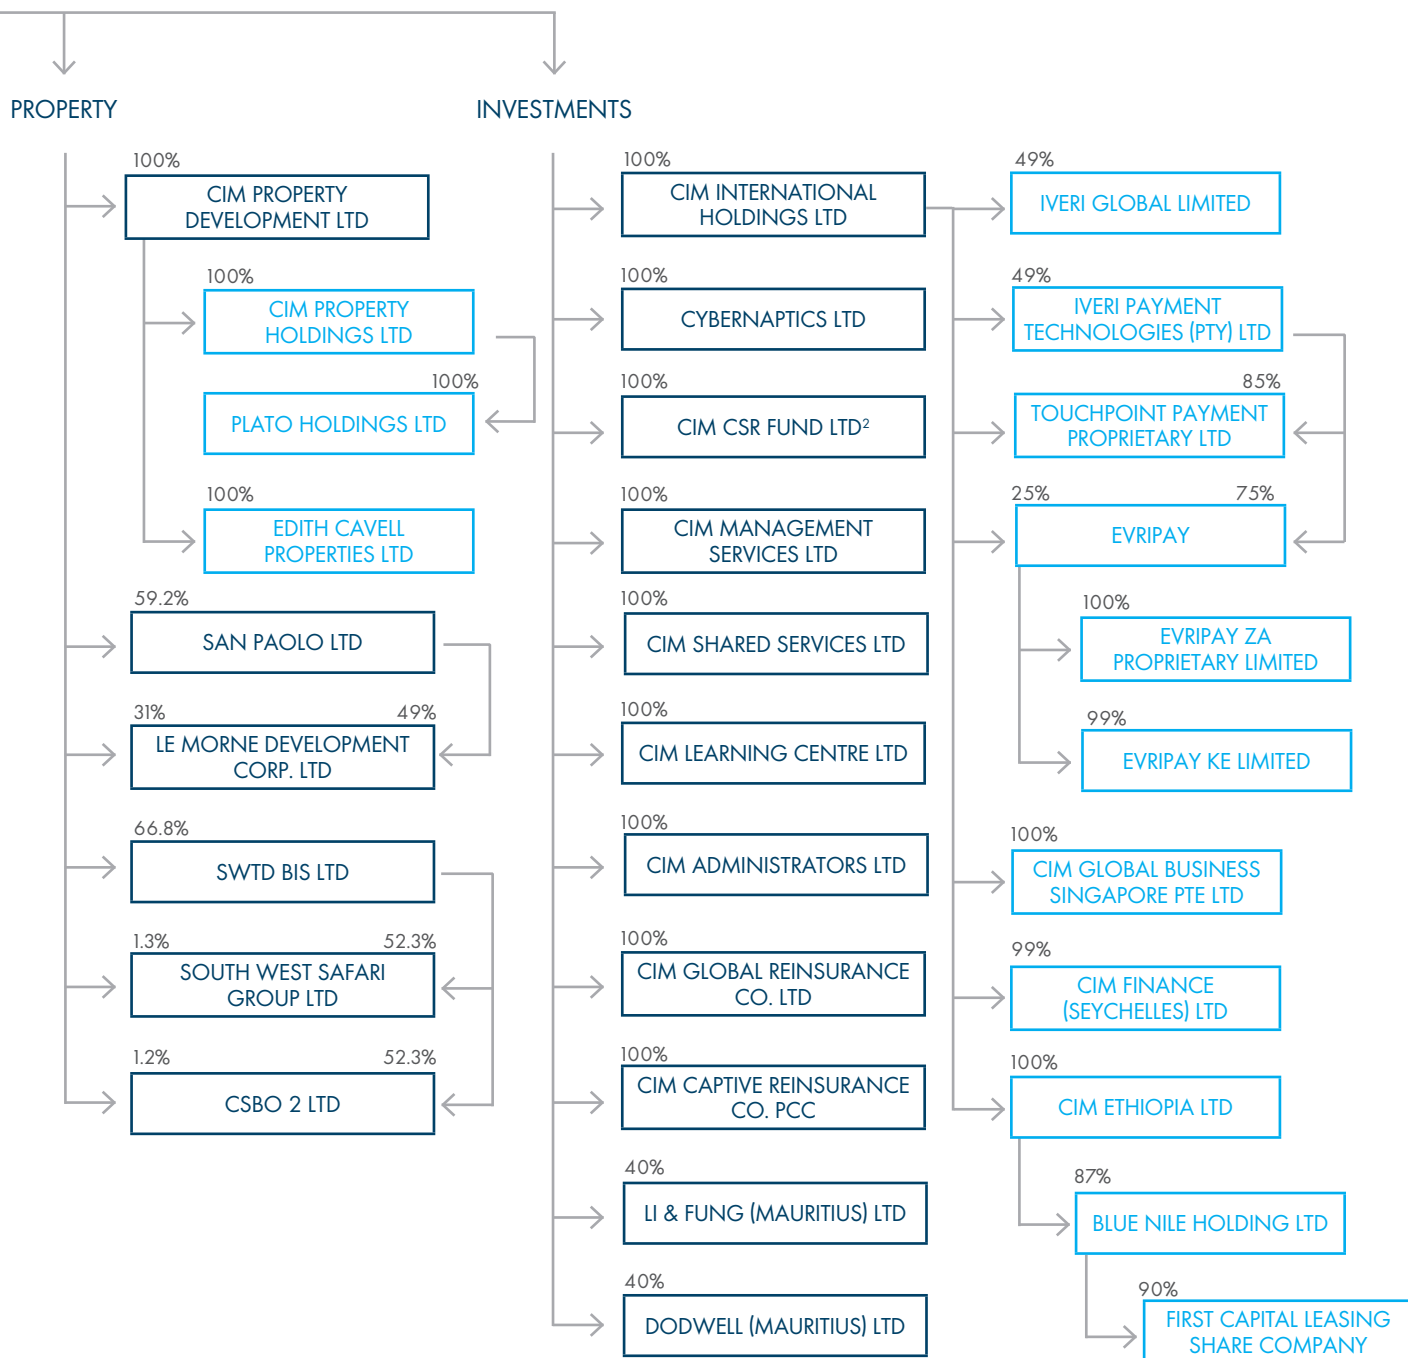 PROPERTY
100%
CIM PROPERTY
DEVELOPMENT LTD
100%
CIM PROPERTY
HOLDINGS LTD
100%
PLATO HOLDINGS LTD
100%
EDITH CAVELL
PROPERTIES LTD
59.2%
SAN PAOLO LTD
31% 49%
LE MORNE DEVELOPMENT
CORP. LTD
66.8%
SWTD BIS LTD
1.3% 52.3%
SOUTH WEST SAFARI
GROUP LTD
1.2% 52.3%
CSBO 2 LTD
INVESTMENTS
100%
CIM INTERNATIONAL
HOLDINGS LTD
100%
CYBERNAPTICS LTD
100%
CIM CSR FUND LTD²
100%
CIM MANAGEMENT
SERVICES LTD
100%
CIM SHARED SERVICES LTD
100%
CIM LEARNING CENTRE LTD
100%
CIM ADMINISTRATORS LTD
100%
CIM GLOBAL REINSURANCE
CO. LTD
100%
CIM CAPTIVE REINSURANCE
CO. PCC
40%
LI & FUNG (MAURITIUS) LTD
40%
DODWELL (MAURITIUS) LTD
49%
IVERI GLOBAL LIMITED
49%
IVERI PAYMENT
TECHNOLOGIES (PTY) LTD
85%
TOUCHPOINT PAYMENT
PROPRIETARY LTD
25% 75%
EVRIPAY
100%
EVRIPAY ZA
PROPRIETARY LIMITED
99%
EVRIPAY KE LIMITED
100%
CIM GLOBAL BUSINESS
SINGAPORE PTE LTD
99%
CIM FINANCE
(SEYCHELLES) LTD
100%
CIM ETHIOPIA LTD
87%
BLUE NILE HOLDING LTD
90%
FIRST CAPITAL LEASING
SHARE COMPANY